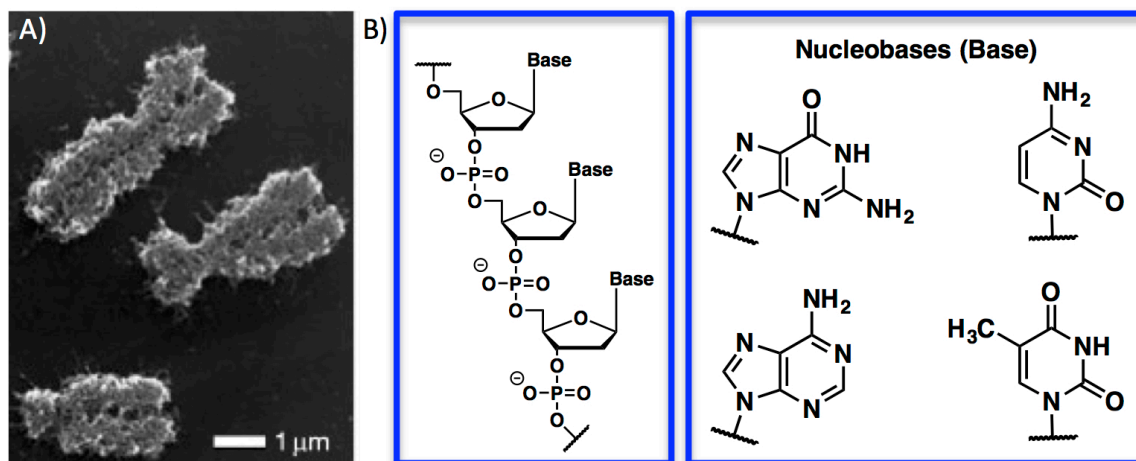 A)
1 µm
B)
Base
O
O
O
⊖
O-P=O
O
Base
O
O
⊖
O-P=O
O
Base
O
O
⊖
O-P=O
O
Nucleobases (Base)
O
N
NH
N
N
NH₂
NH₂
N
N
O
NH₂
N
N
N
N
O
H₃C
NH
N
O